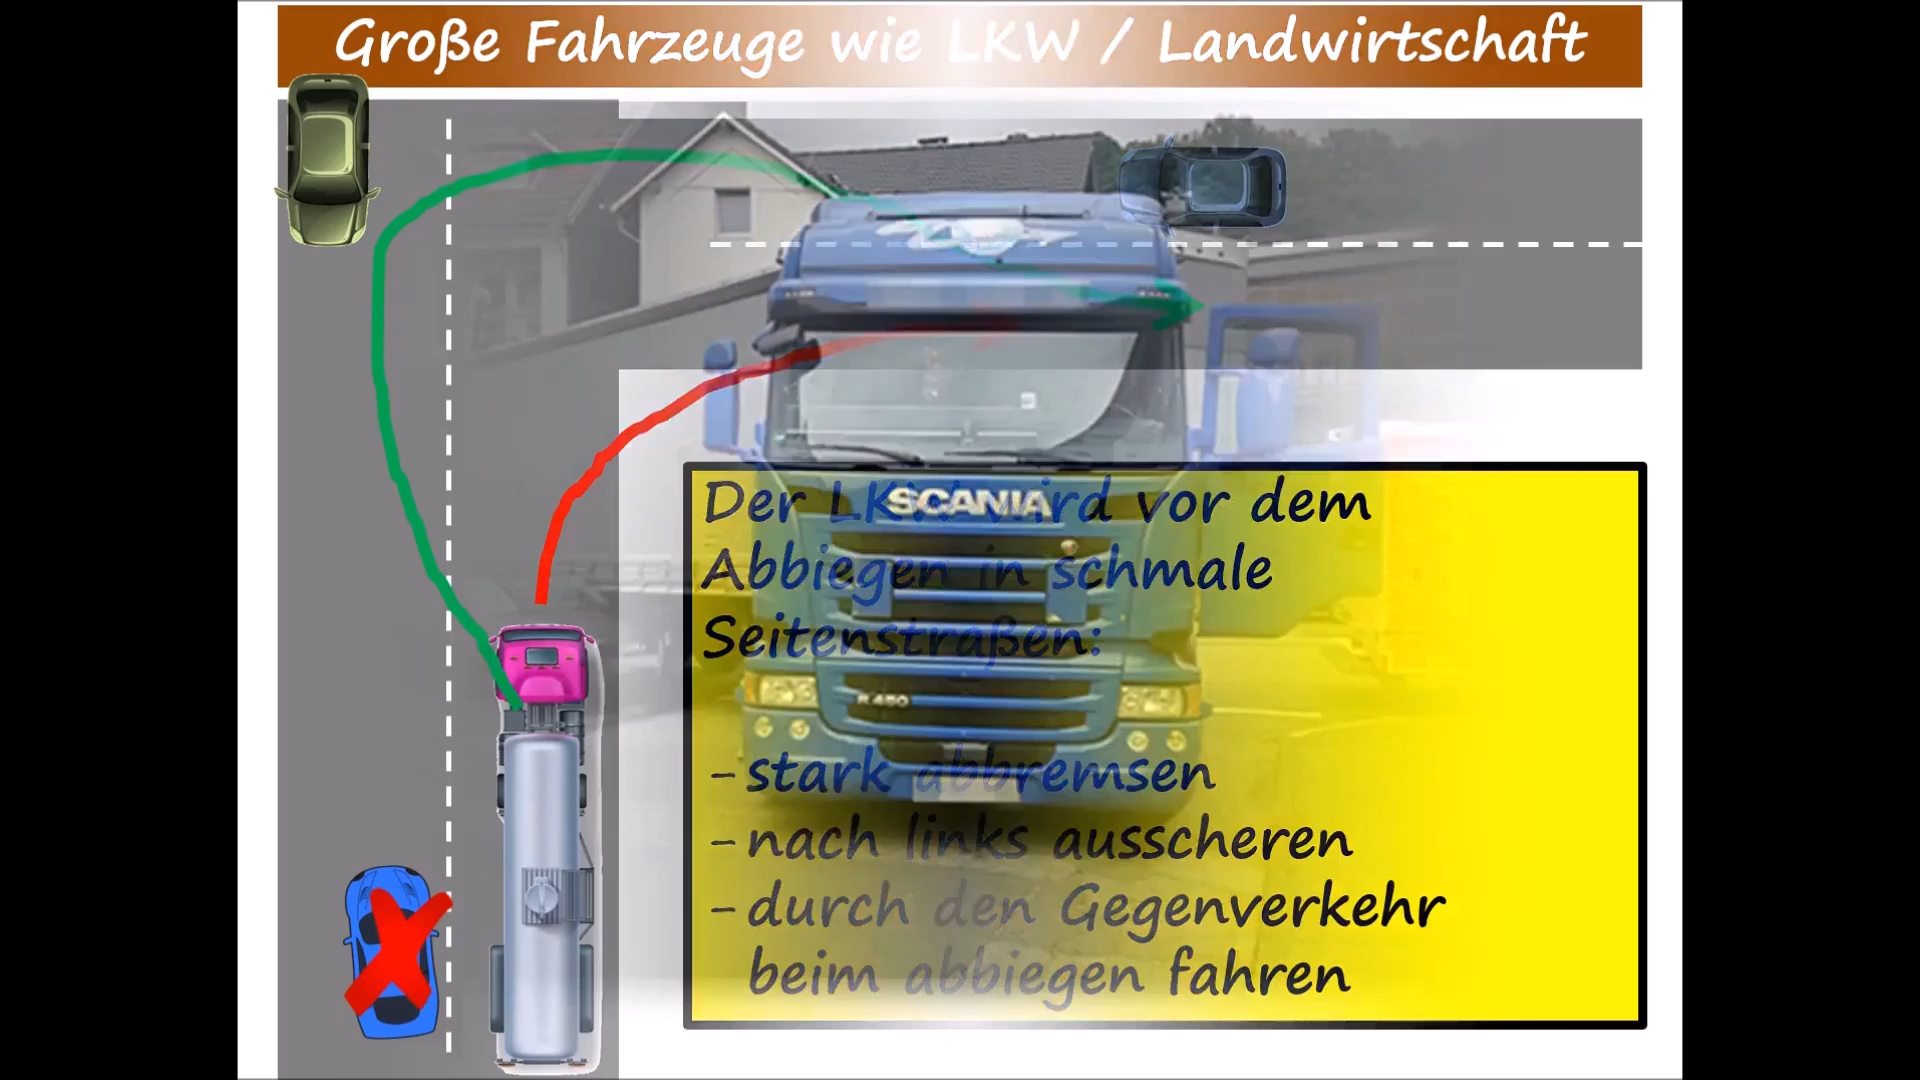 Große Fahrzeuge wie LKW / Landwirtschaft
Der LKW wird vor dem
SCANIA
Abbiegen in schmale
Seitenstraßen:
R 450
- stark abbremsen
- nach links ausscheren
- durch den Gegenverkehr
beim abbiegen fahren